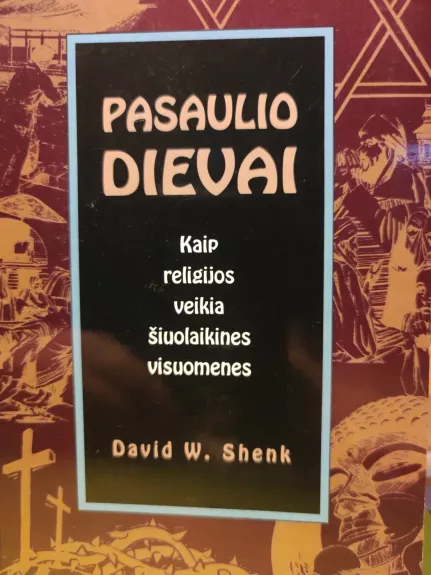 PASAULIO
DIEVAI
Kaip
religijos
veikia
šiuolaikines
visuomenes
David W. Shenk